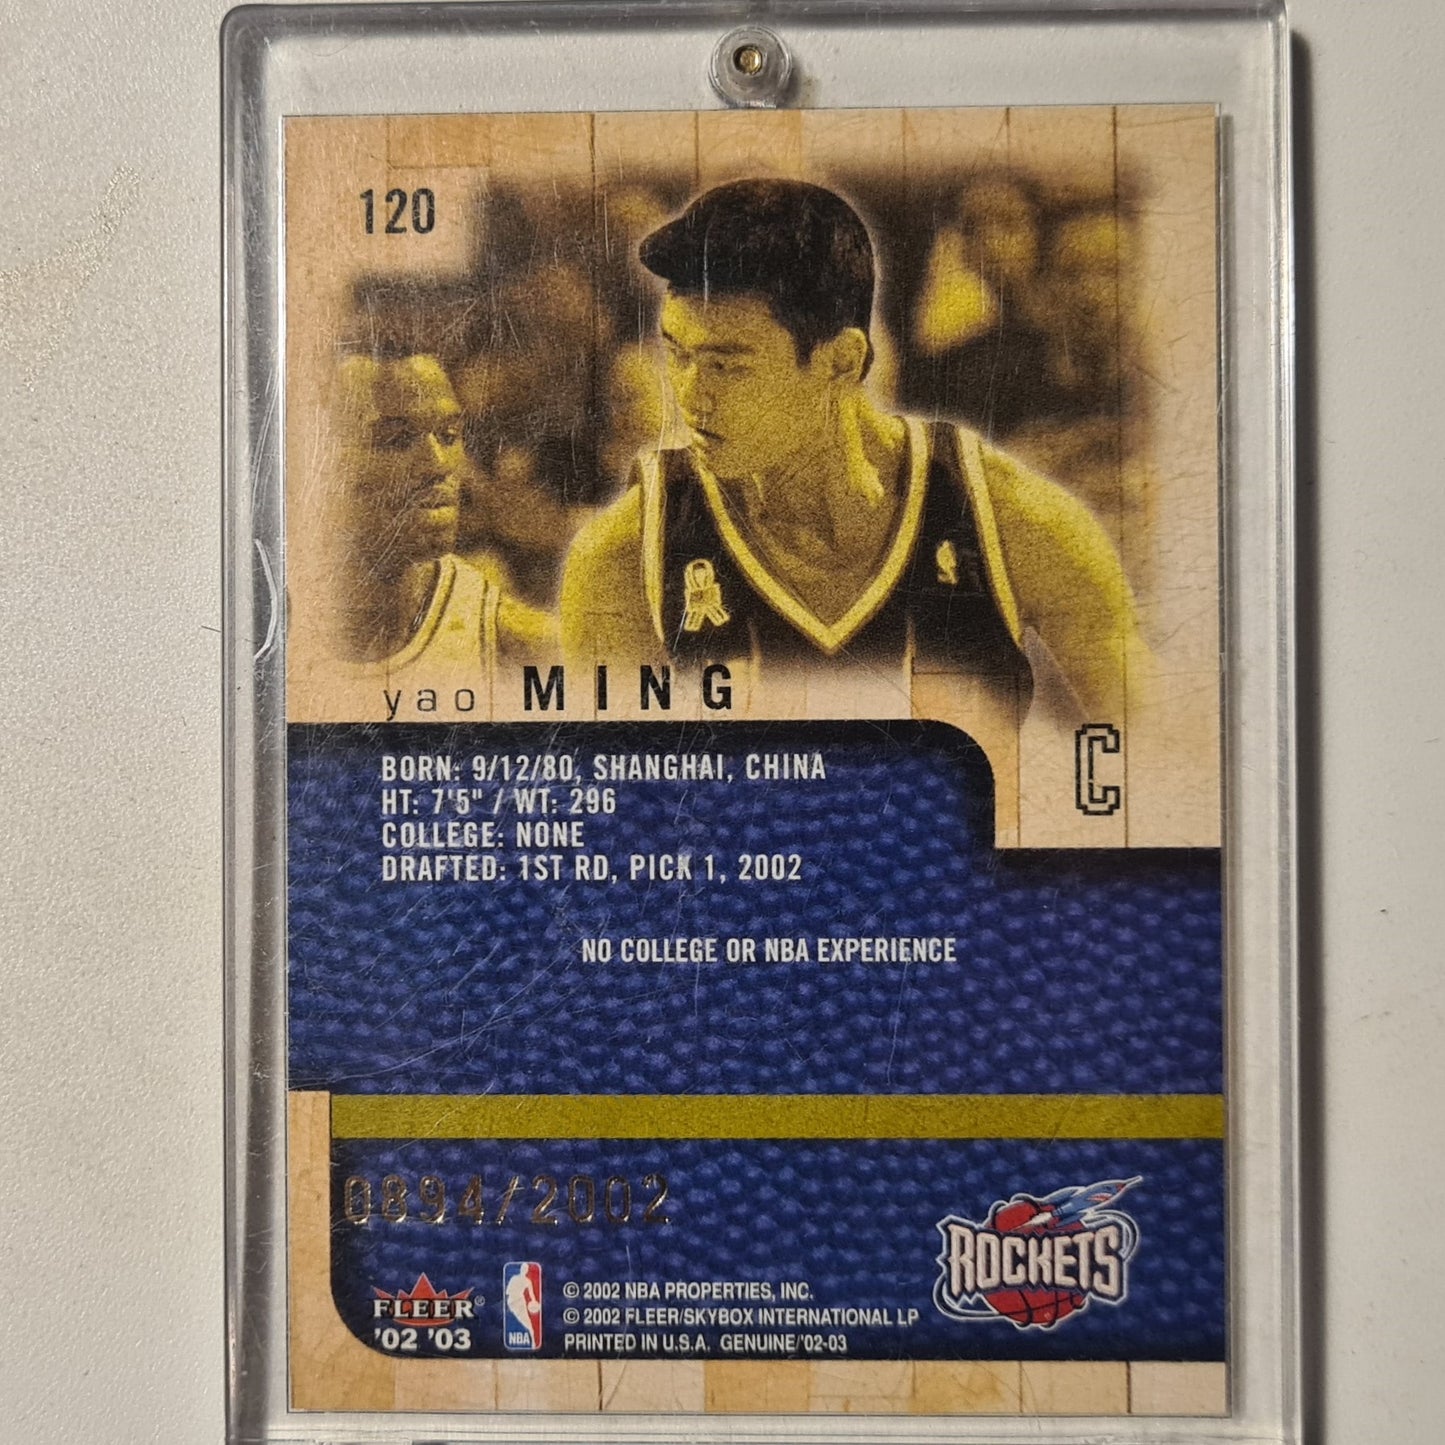 120
yao MING
C
BORN: 9/12/80, SHANGHAI, CHINA
HT: 7'5" / WT: 296
COLLEGE: NONE
DRAFTED: 1ST RD, PICK 1, 2002
NO COLLEGE OR NBA EXPERIENCE
0894/2002
ROCKETS
FLEER®
'02 '03
NBA
© 2002 NBA PROPERTIES, INC.
© 2002 FLEER/SKYBOX INTERNATIONAL LP
PRINTED IN U.S.A. GENUINE/'02-03